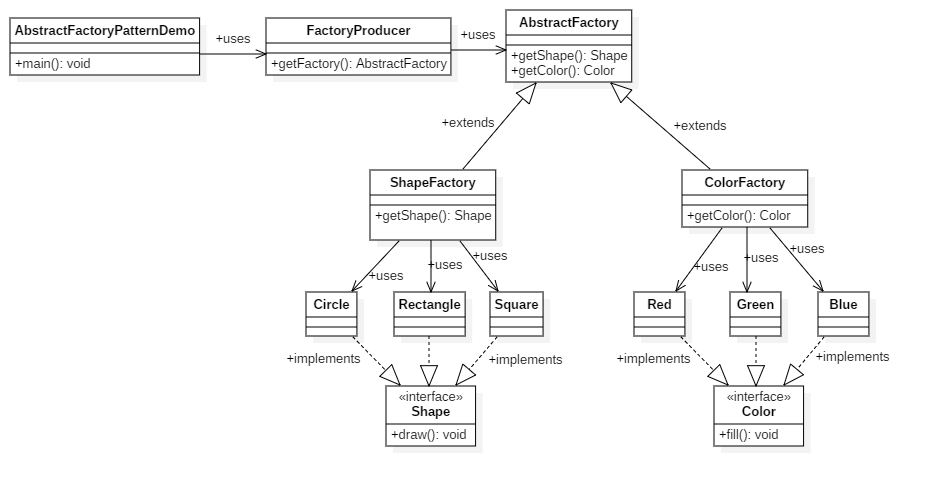 AbstractFactoryPatternDemo
+main(): void
+uses
FactoryProducer
+getFactory(): AbstractFactory
+uses
AbstractFactory
+getShape(): Shape
+getColor(): Color
+extends
+extends
ShapeFactory
+getShape(): Shape
ColorFactory
+getColor(): Color
+uses
+uses
+uses
+uses
+uses
+uses
Circle
Rectangle
Square
Red
Green
Blue
+implements
+implements
+implements
+implements
«interface»
Shape
+draw(): void
«interface»
Color
+fill(): void